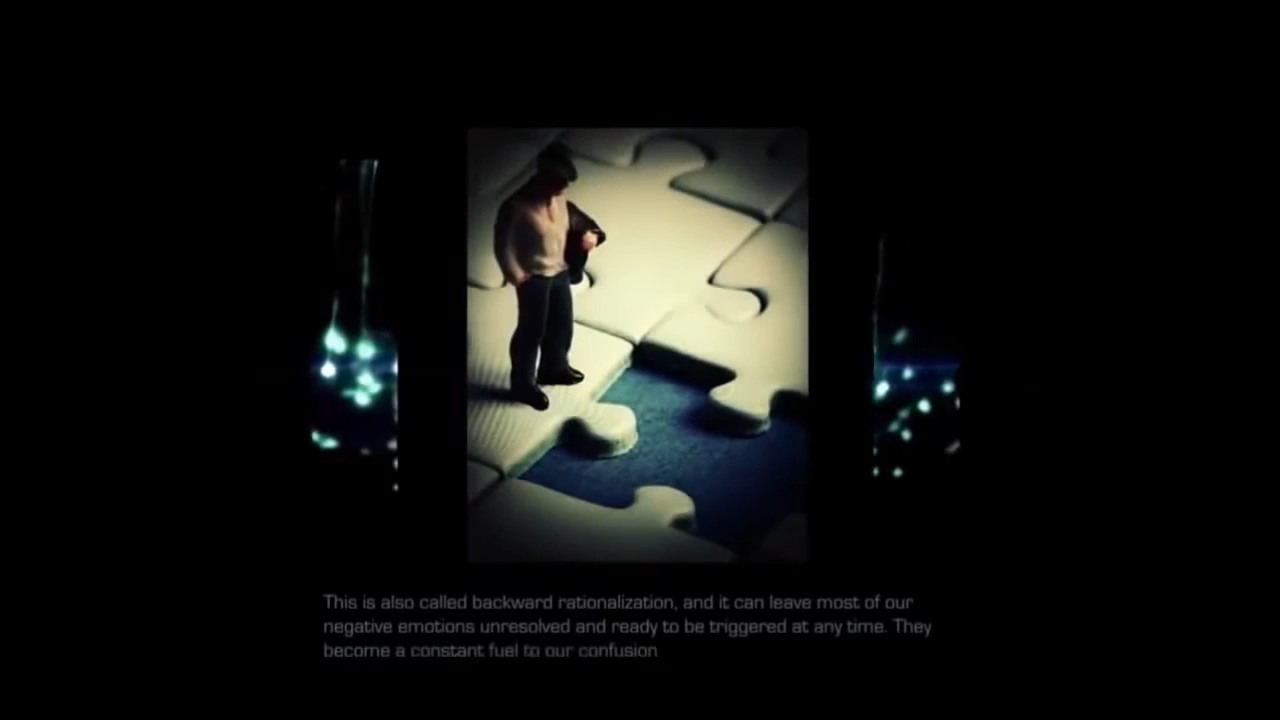 This is also called backward rationalization, and it can leave most of our
negative emotions unresolved and ready to be triggered at any time. They
become a constant fuel to our confusion